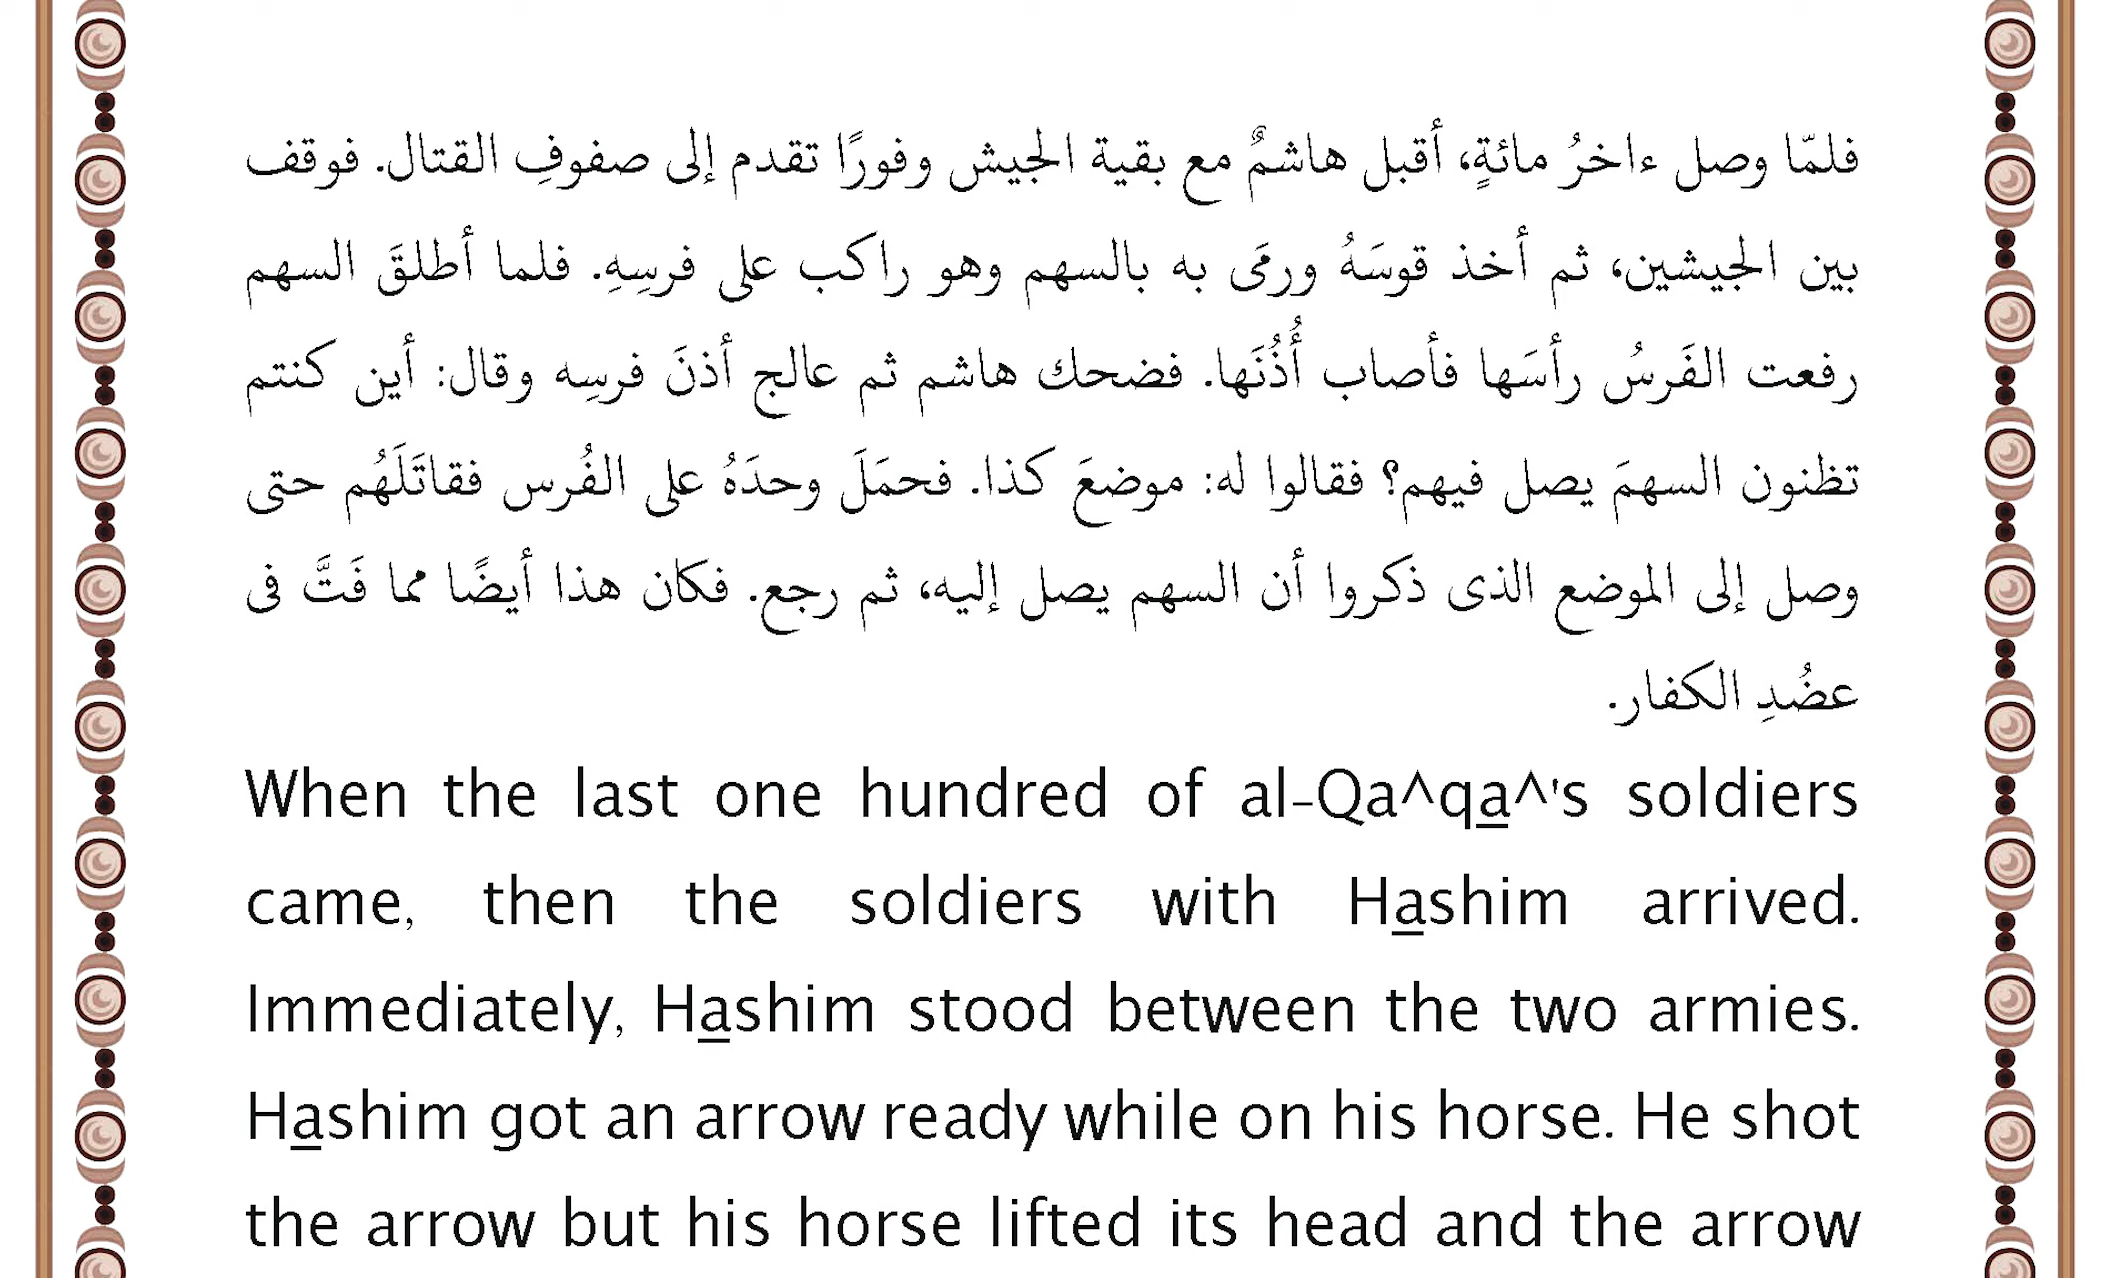 فلمّا وصل ءاخرُ مائةٍ، أقبل هاشمٌ مع بقية الجيش وفورًا تقدم إلى صفوفِ القتال. فوقف
بين الجيشين، ثم أخذ قوسَهُ ورمَى به بالسهم وهو راكب على فرسِهِ. فلما أطلقَ السهم
رفعت الفَرسُ رأسَها فأصاب أُذُنَها. فضحك هاشم ثم عالج أذنَ فرسِه وقال: أين كنتم
تظنون السهمَ يصل فيهم؟ فقالوا له: موضعَ كذا. فحمَلَ وحدَهُ على الفُرس فقاتَلَهُم حتى
وصل إلى الموضع الذى ذكروا أن السهم يصل إليه، ثم رجع. فكان هذا أيضًا مما فَتَّ فى
عضُدِ الكفار.
When the last one hundred of al-Qa^qa^'s soldiers
came, then the soldiers with Hashim arrived.
Immediately, Hashim stood between the two armies.
Hashim got an arrow ready while on his horse. He shot
the arrow but his horse lifted its head and the arrow